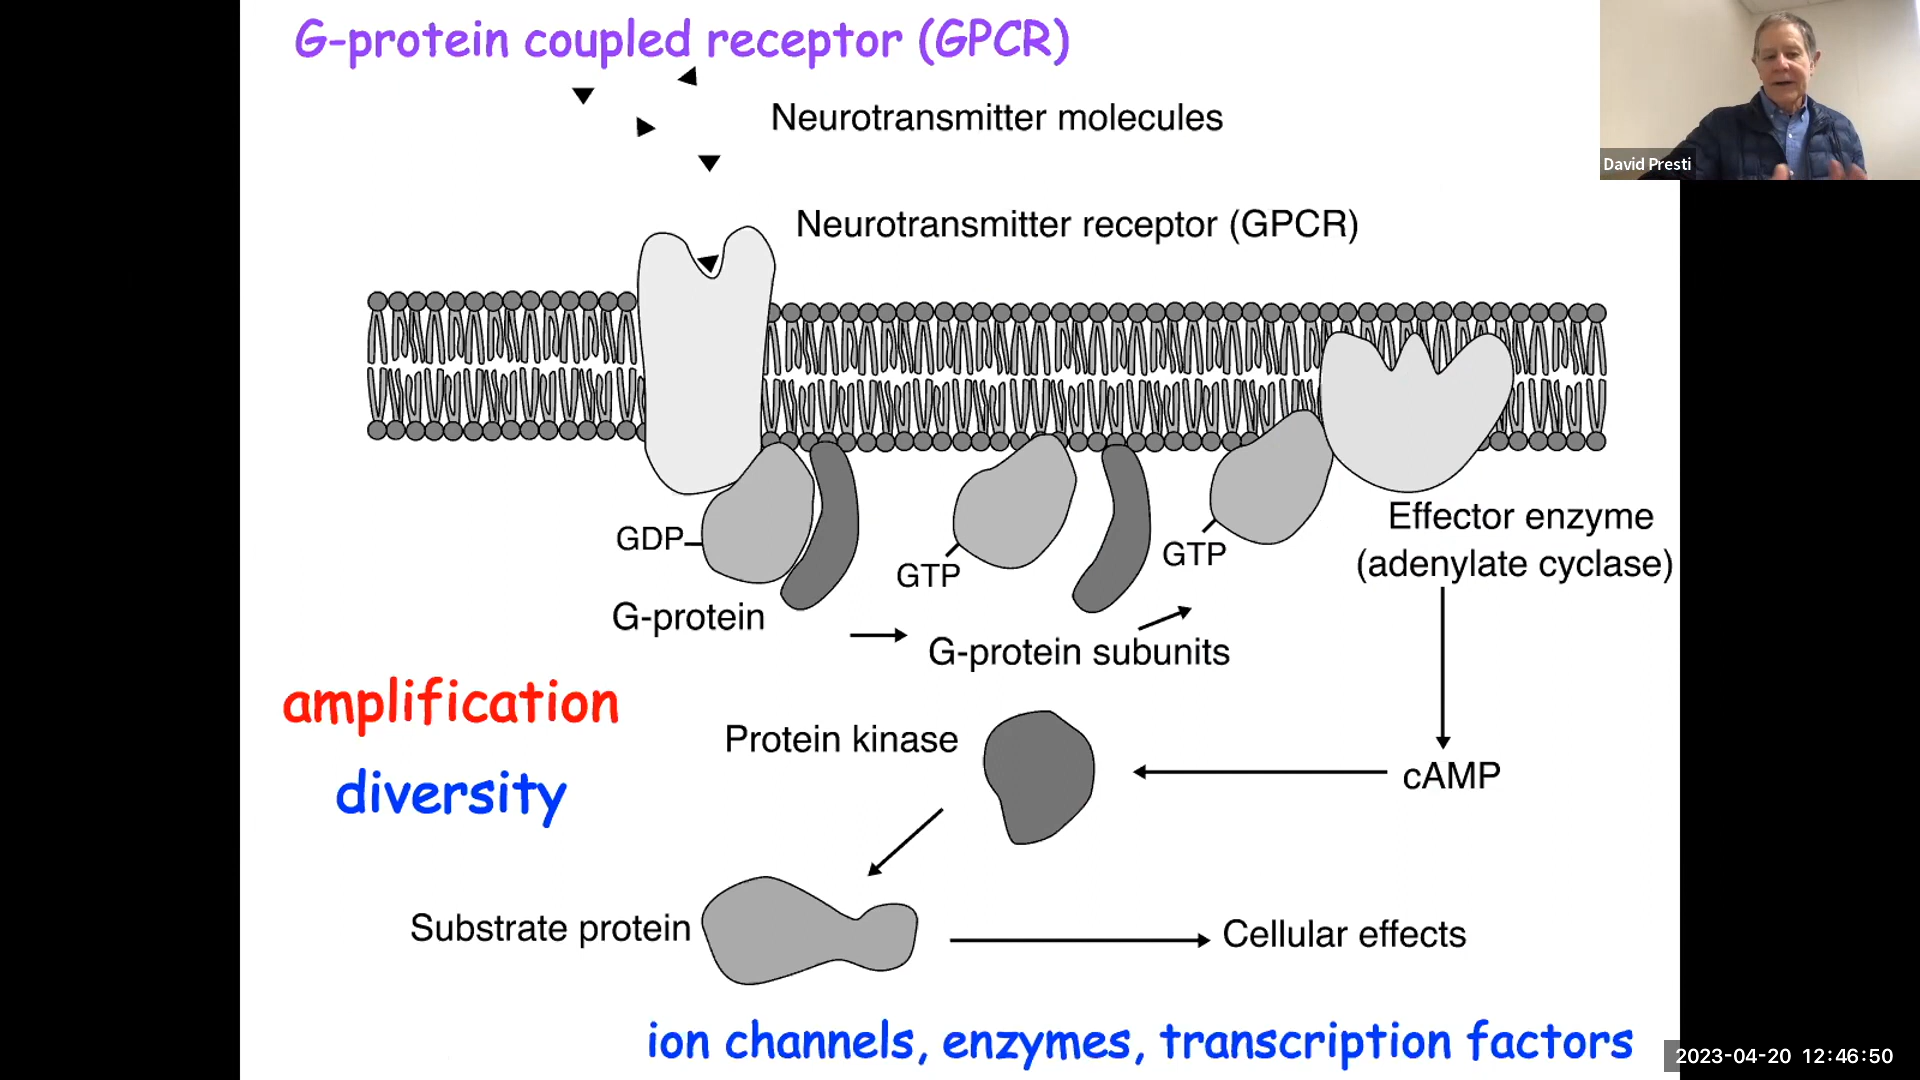 G-protein coupled receptor (GPCR)
Neurotransmitter molecules
David Presti
Neurotransmitter receptor (GPCR)
GDP
GTP
GTP
Effector enzyme
(adenylate cyclase)
G-protein
G-protein subunits
amplification
diversity
Protein kinase
cAMP
Substrate protein
Cellular effects
ion channels, enzymes, transcription factors
2023-04-20 12:46:50